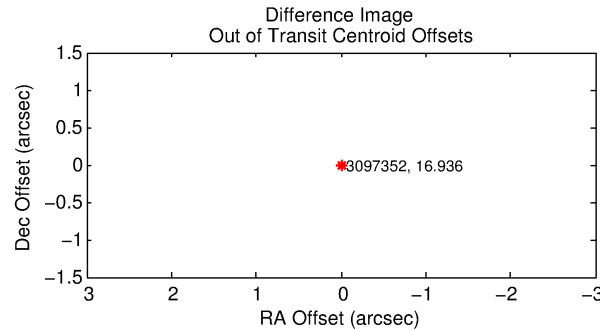 Difference Image
Out of Transit Centroid Offsets
Dec Offset (arcsec)
1.5
1
0.5
0
−0.5
−1
−1.5
3097352, 16.936
3 2 1 0 −1 −2 −3
RA Offset (arcsec)